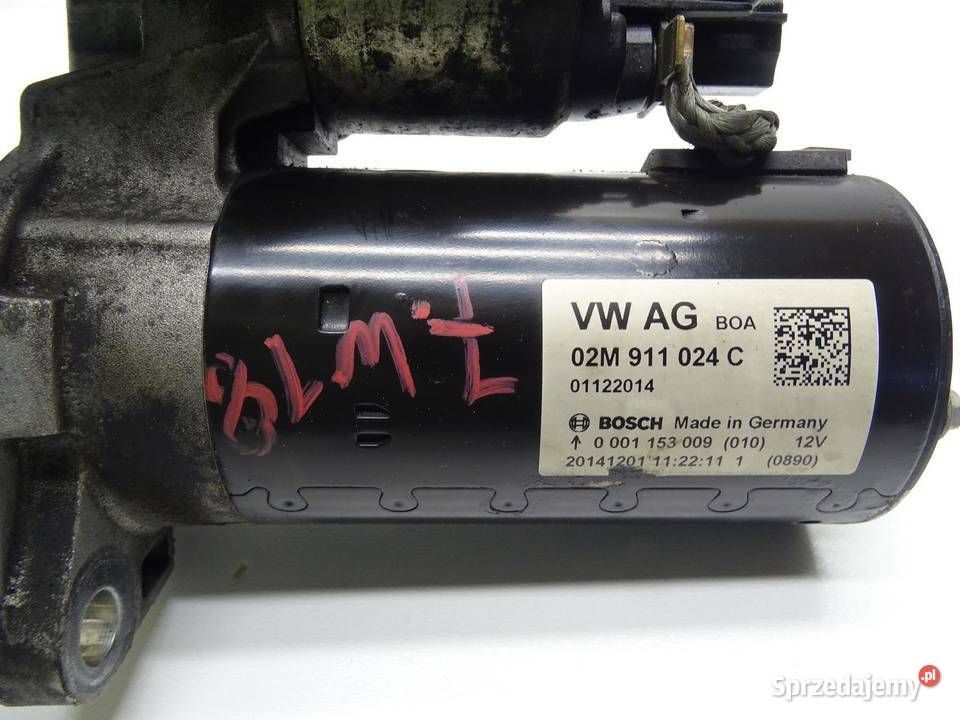 VW AG BOA
02M 911 024 C
01122014
BOSCH Made in Germany
↑ 0 001 153 009 (010) 12V
20141201 11:22:11 1 (0890)
Sprzedajemy.pl